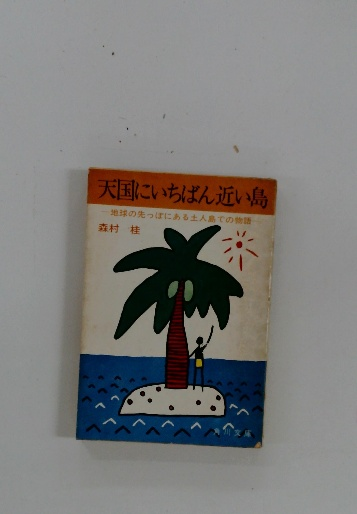 天国にいちばん近い島
—地球の先っぽにある土人島での物語—
森村 桂
角川文庫